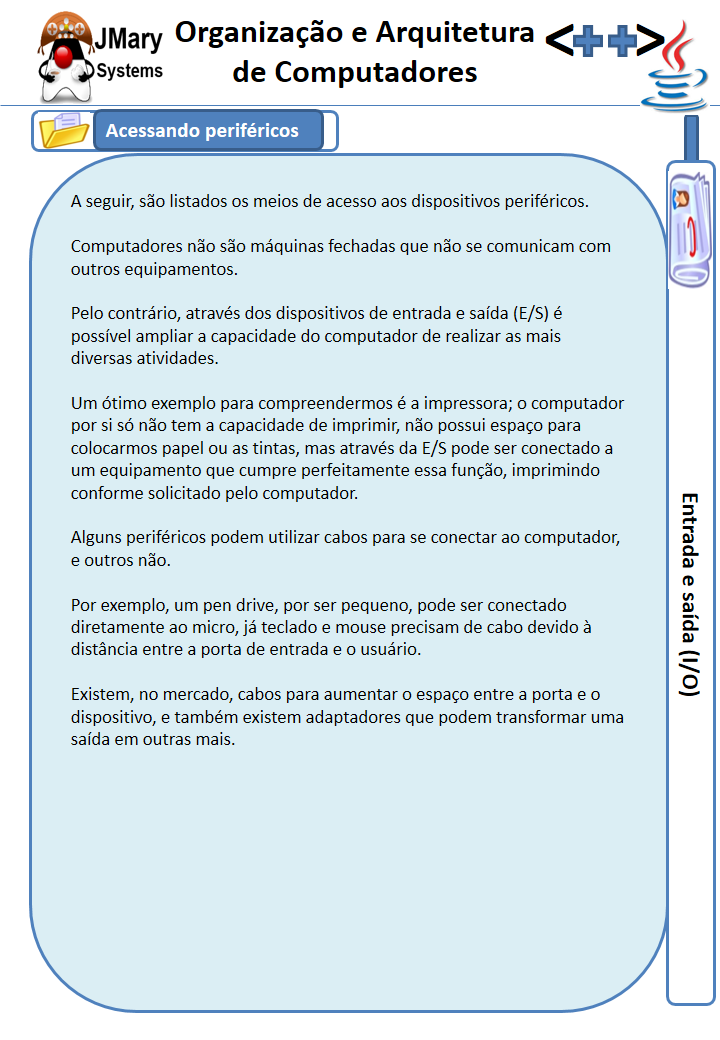 JMary
Systems
Organização e Arquitetura
de Computadores
<++>
Acessando periféricos
A seguir, são listados os meios de acesso aos dispositivos periféricos.
Computadores não são máquinas fechadas que não se comunicam com
outros equipamentos.
Pelo contrário, através dos dispositivos de entrada e saída (E/S) é
possível ampliar a capacidade do computador de realizar as mais
diversas atividades.
Um ótimo exemplo para compreendermos é a impressora; o computador
por si só não tem a capacidade de imprimir, não possui espaço para
colocarmos papel ou as tintas, mas através da E/S pode ser conectado a
um equipamento que cumpre perfeitamente essa função, imprimindo
conforme solicitado pelo computador.
Alguns periféricos podem utilizar cabos para se conectar ao computador,
e outros não.
Por exemplo, um pen drive, por ser pequeno, pode ser conectado
diretamente ao micro, já teclado e mouse precisam de cabo devido à
distância entre a porta de entrada e o usuário.
Existem, no mercado, cabos para aumentar o espaço entre a porta e o
dispositivo, e também existem adaptadores que podem transformar uma
saída em outras mais.
Entrada e saída (I/O)